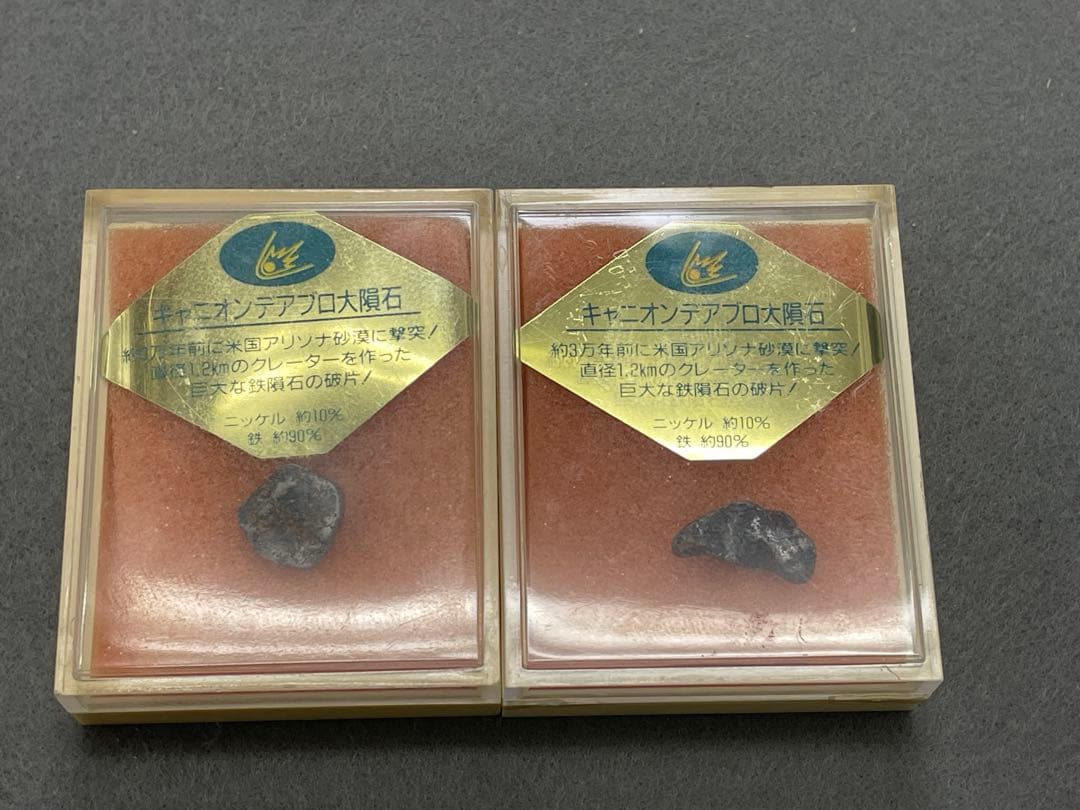 キャニオンデアブロ大隕石
約3万年前に米国アリゾナ砂漠に撃突!
直径1.2kmのクレーターを作った
巨大な鉄隕石の破片!
ニッケル 約10%
鉄 約90%
キャニオンデアブロ大隕石
約3万年前に米国アリゾナ砂漠に撃突!
直径1.2kmのクレーターを作った
巨大な鉄隕石の破片!
ニッケル 約10%
鉄 約90%